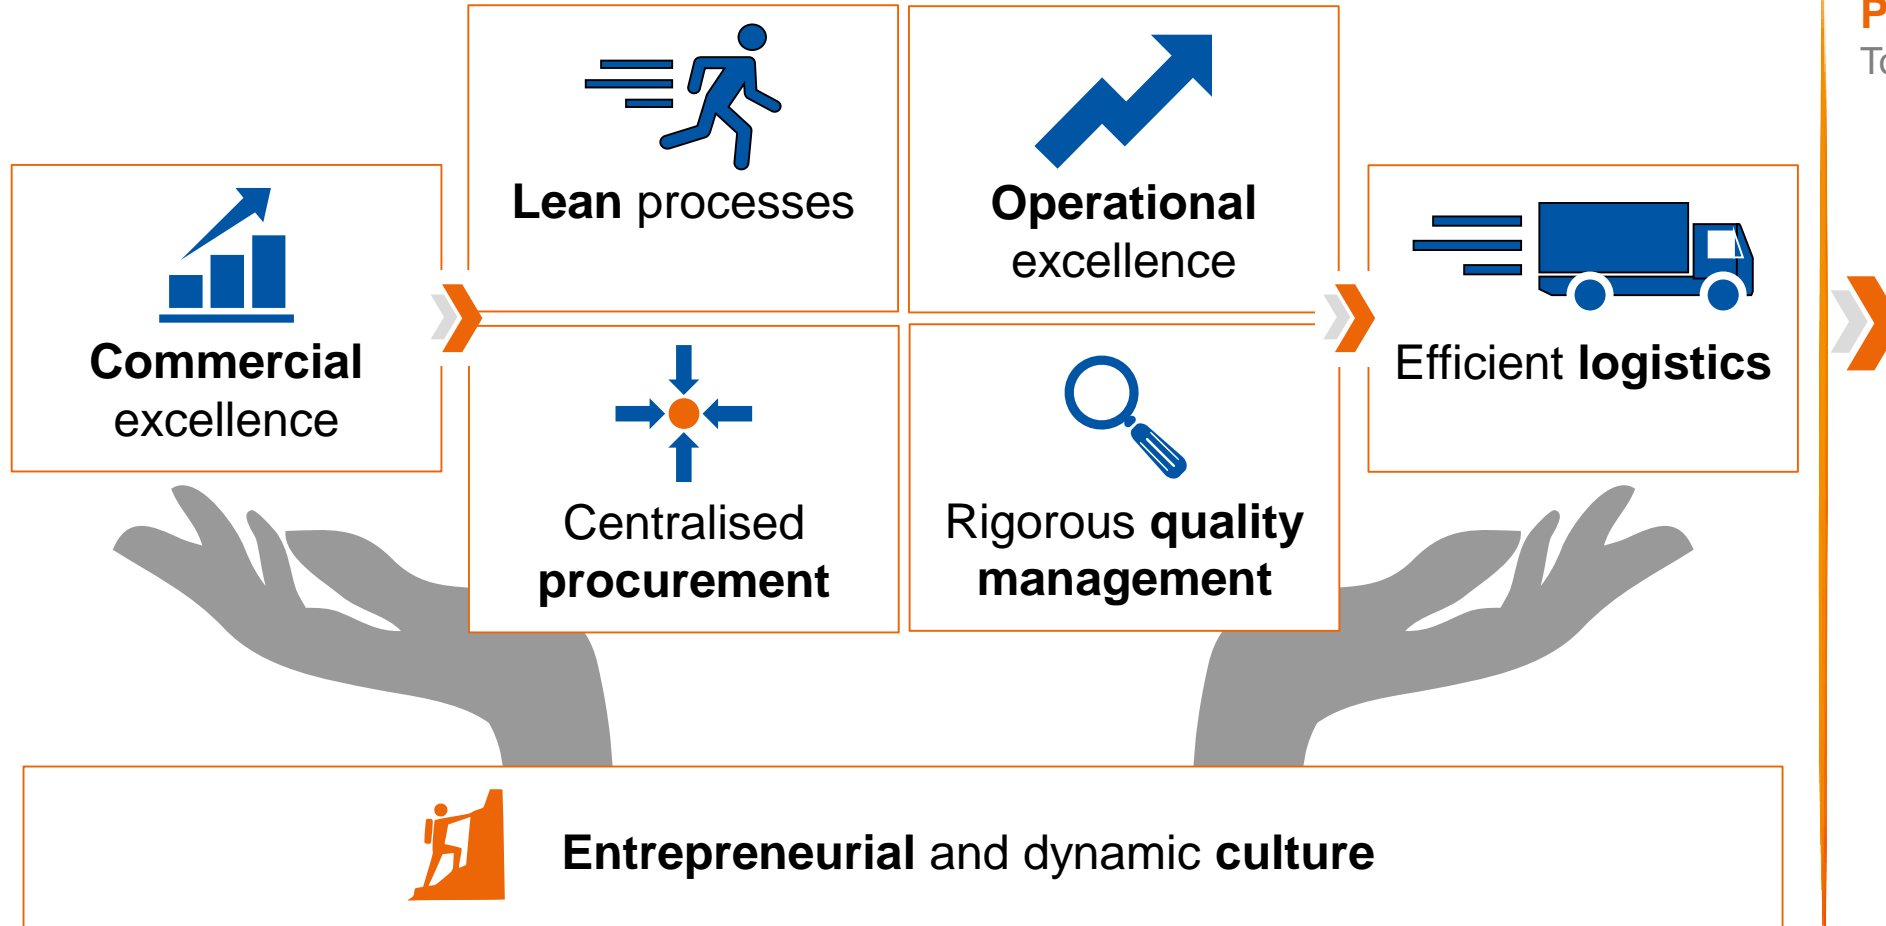 Lean processes
Operational
excellence
Commercial
excellence
Efficient logistics
Centralised
procurement
Rigorous quality
management
Entrepreneurial and dynamic culture